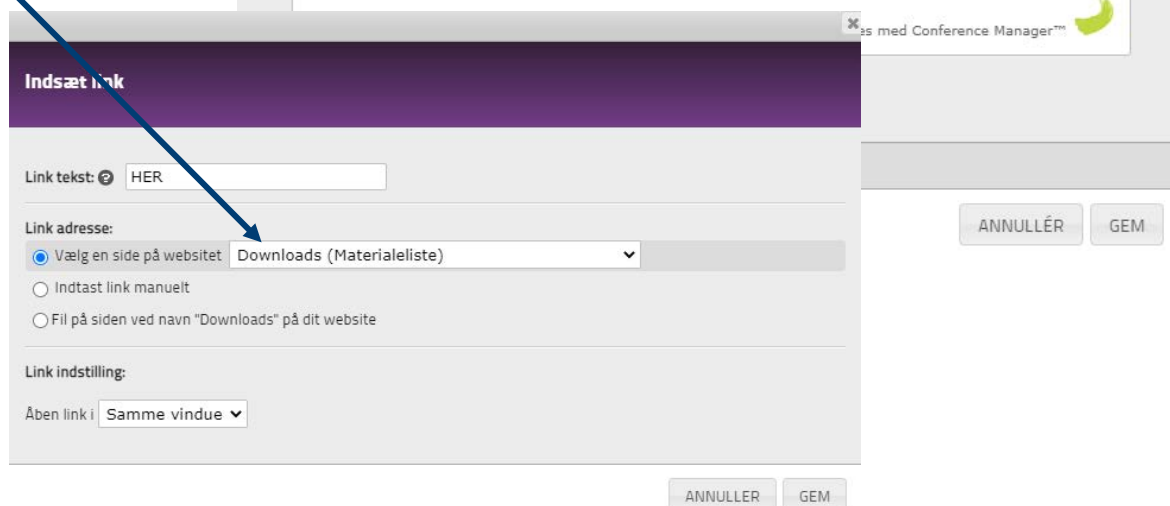 es med Conference Manager™
Indsæt link
Link tekst: HER
Link adresse:
Vælg en side på websitet Downloads (Materialeliste)
Indtast link manuelt
Fil på siden ved navn "Downloads" på dit website
Link indstilling:
Åben link i Samme vindue
ANNULLÉR GEM
ANNULLER GEM